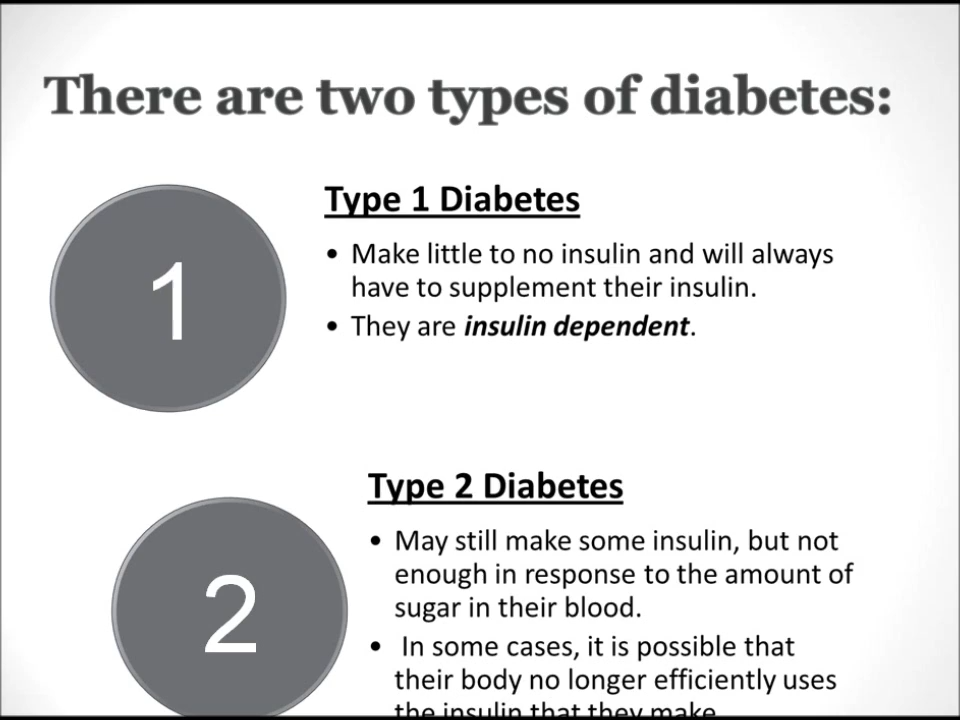 There are two types of diabetes:
1
Type 1 Diabetes
• Make little to no insulin and will always
have to supplement their insulin.
• They are insulin dependent.
2
Type 2 Diabetes
• May still make some insulin, but not
enough in response to the amount of
sugar in their blood.
• In some cases, it is possible that
their body no longer efficiently uses
the insulin that they make